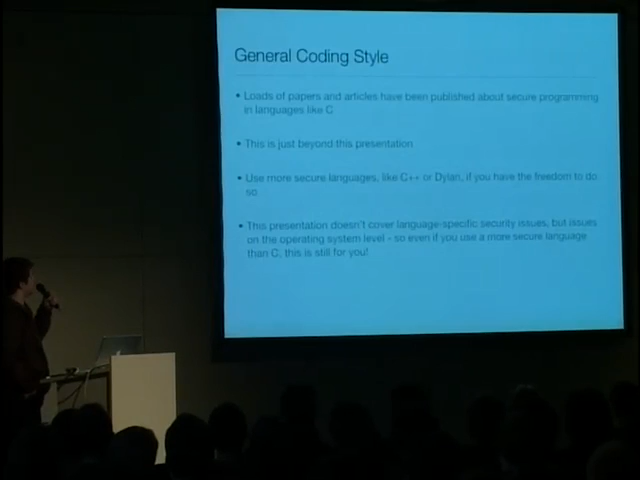 General Coding Style
• Loads of papers and articles have been published about secure programming
in languages like C
• This is just beyond this presentation
• Use more secure languages, like C++ or Dylan, if you have the freedom to do
so
• This presentation doesn't cover language-specific security issues, but issues
on the operating system level - so even if you use a more secure language
than C, this is still for you!